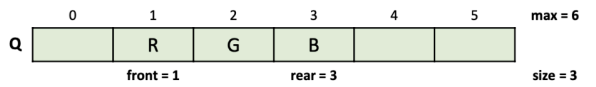 0 1 2 3 4 5 max = 6
Q R G B
front = 1 rear = 3 size = 3